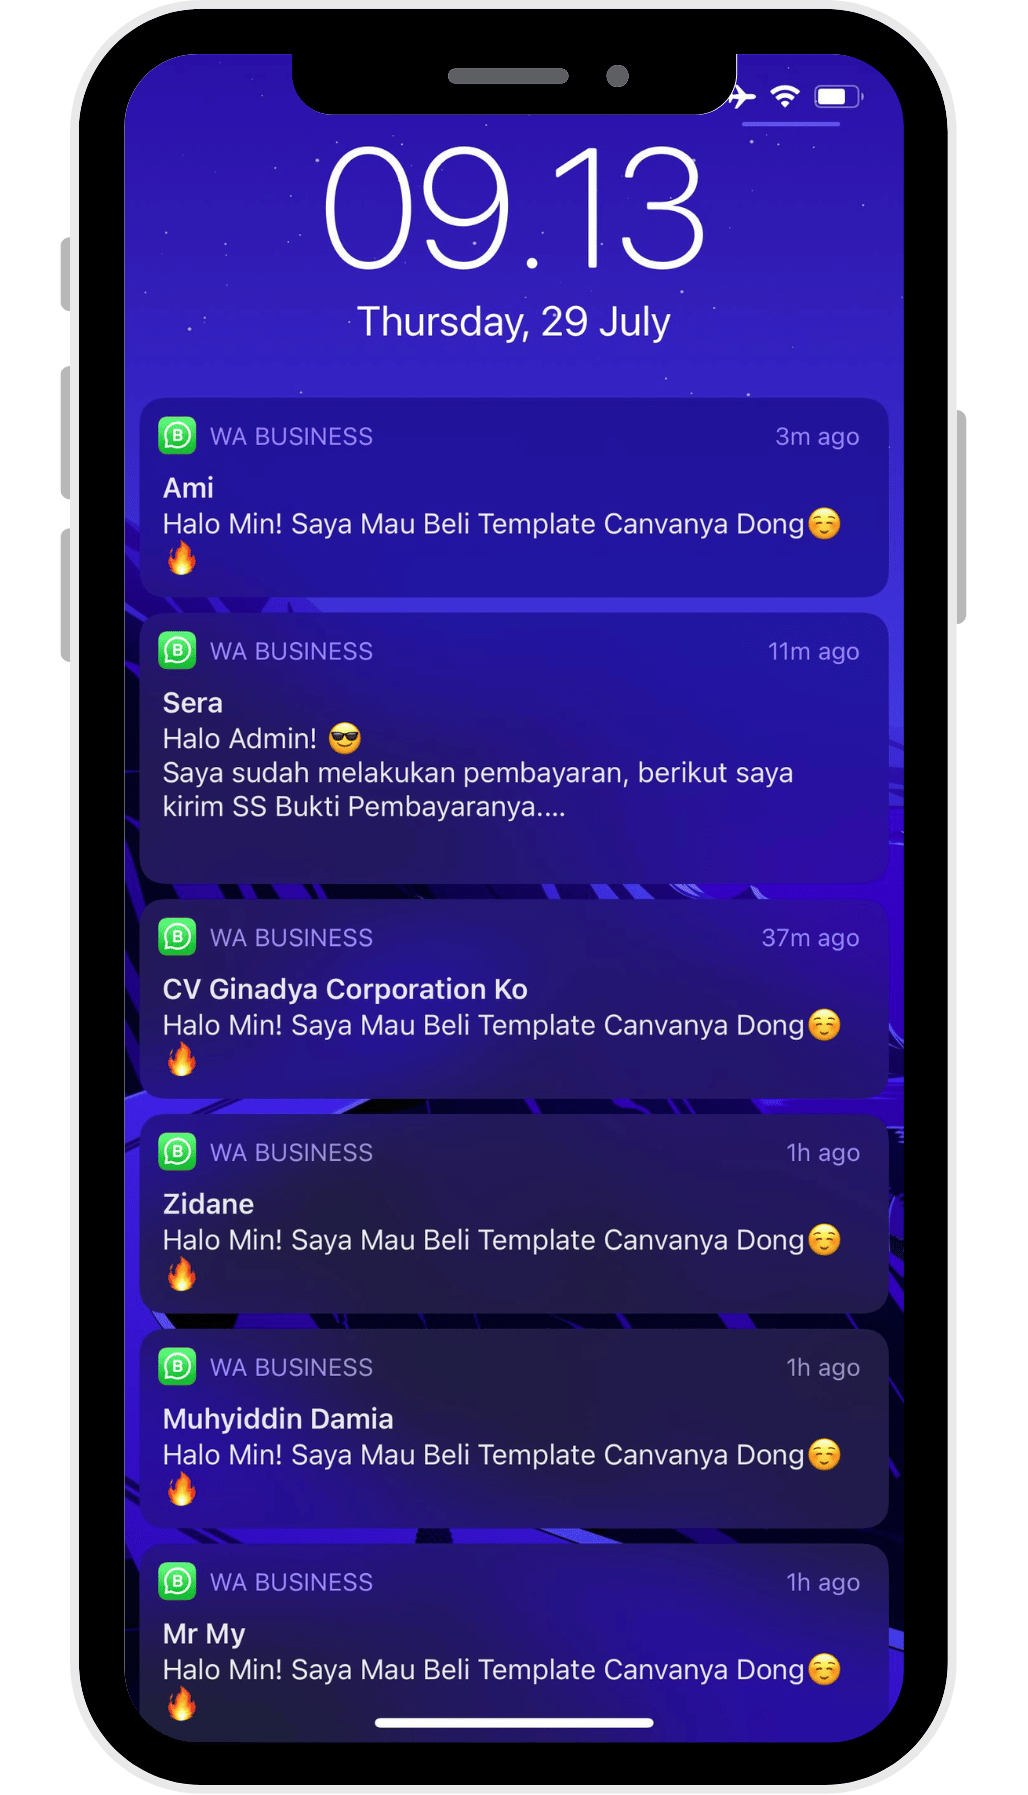 09.13
Thursday, 29 July
WA BUSINESS 3m ago
Ami
Halo Min! Saya Mau Beli Template Canvanya Dong☺️
🔥
WA BUSINESS 11m ago
Sera
Halo Admin! 😎
Saya sudah melakukan pembayaran, berikut saya
kirim SS Bukti Pembayaranya....
WA BUSINESS 37m ago
CV Ginadya Corporation Ko
Halo Min! Saya Mau Beli Template Canvanya Dong☺️
🔥
WA BUSINESS 1h ago
Zidane
Halo Min! Saya Mau Beli Template Canvanya Dong☺️
🔥
WA BUSINESS 1h ago
Muhyiddin Damia
Halo Min! Saya Mau Beli Template Canvanya Dong☺️
🔥
WA BUSINESS 1h ago
Mr My
Halo Min! Saya Mau Beli Template Canvanya Dong☺️
🔥